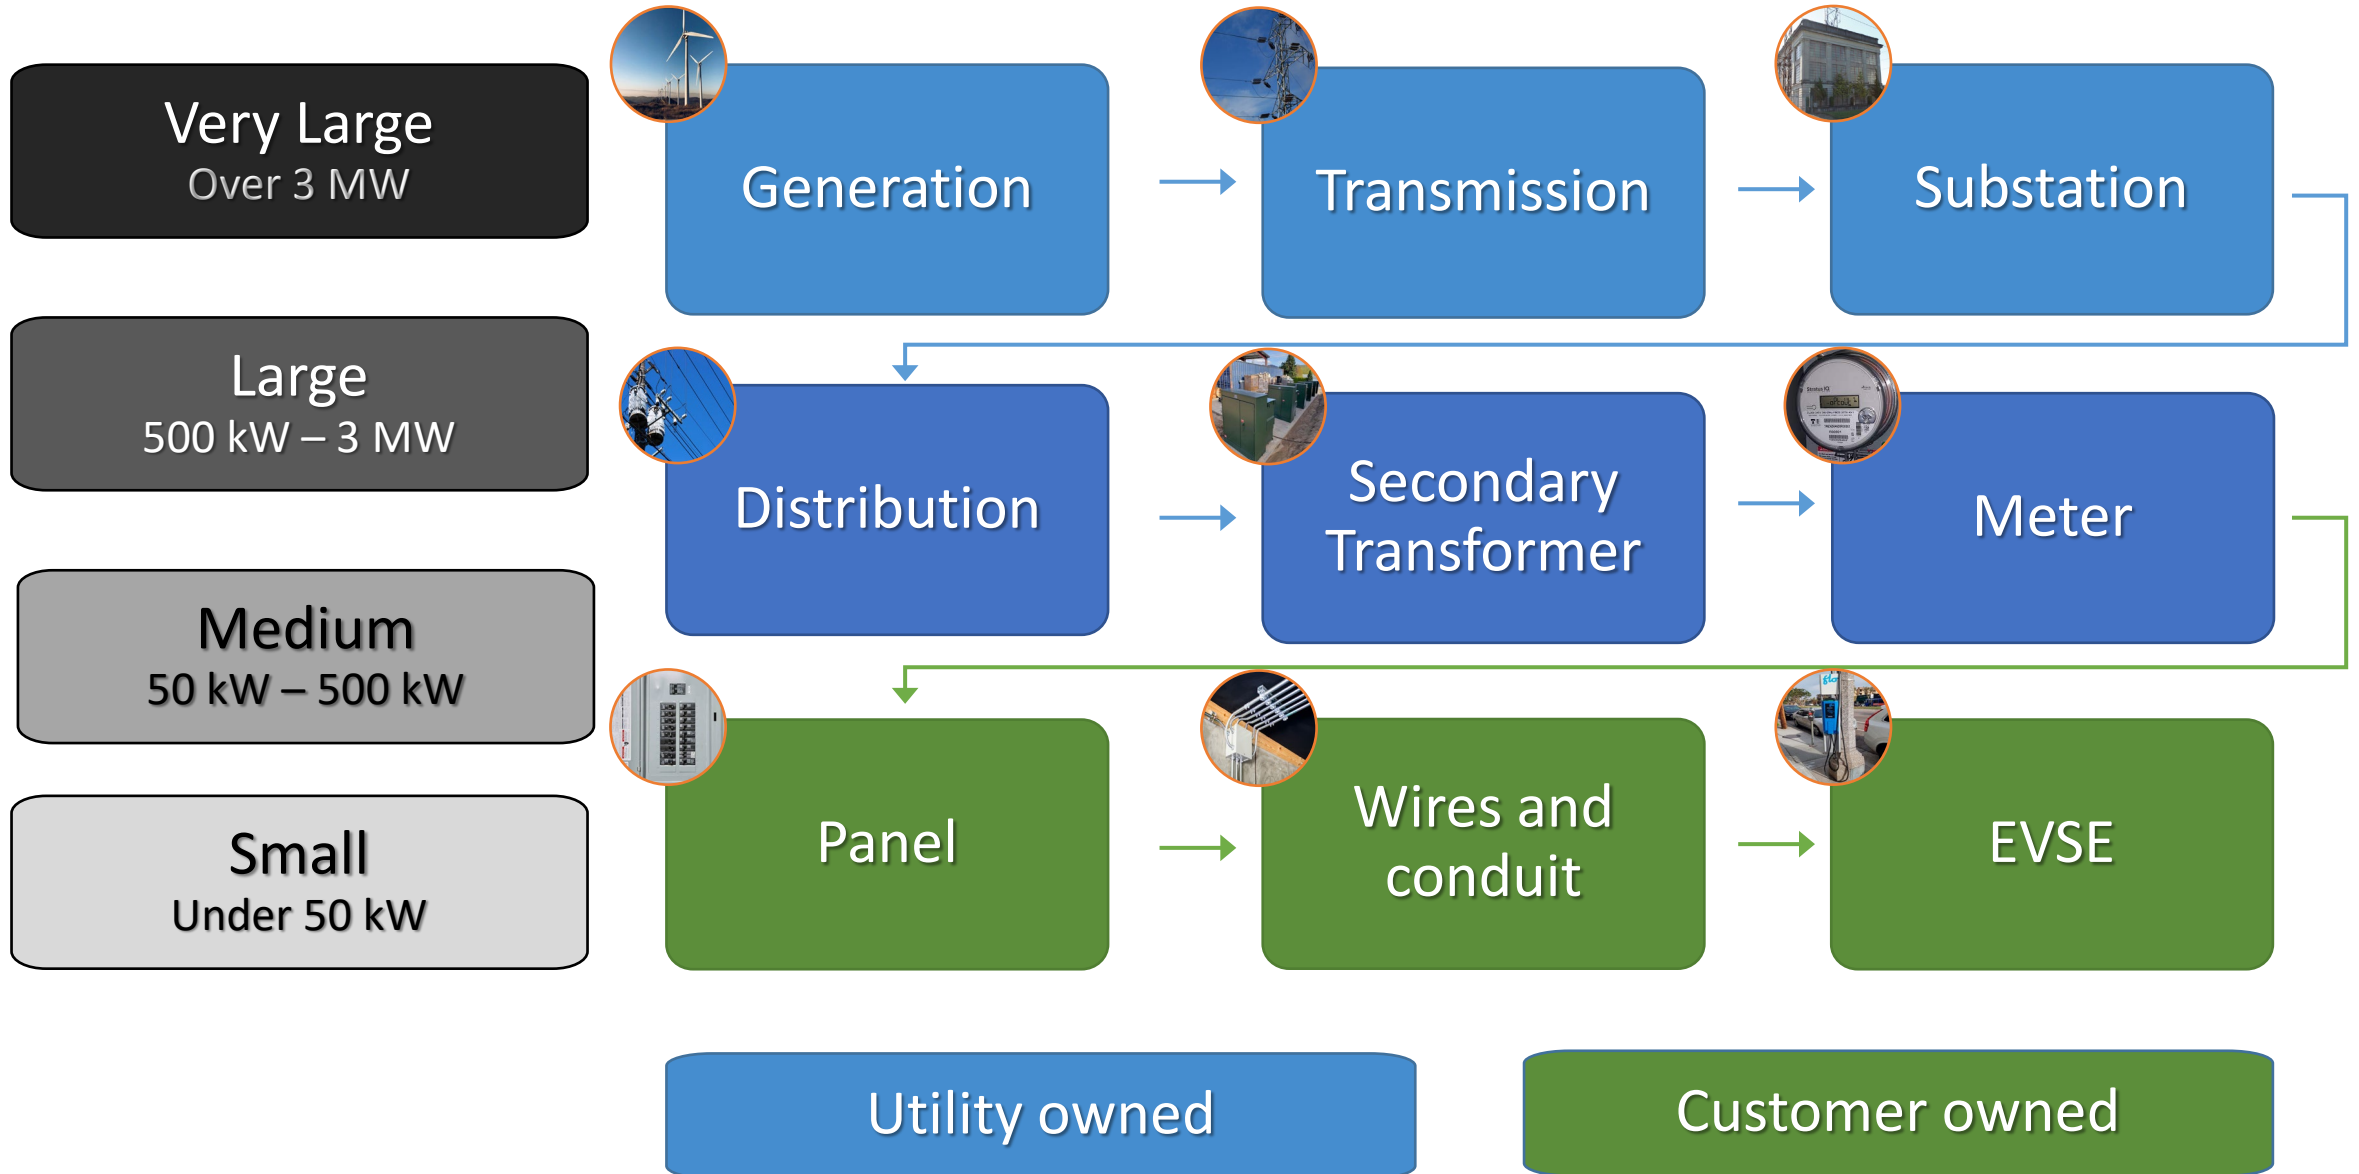 Very Large
Over 3 MW
Generation
Transmission
Substation
Large
500 kW – 3 MW
Distribution
Secondary
Transformer
Meter
Medium
50 kW – 500 kW
Small
Under 50 kW
Panel
Wires and
conduit
flo
EVSE
Utility owned
Customer owned